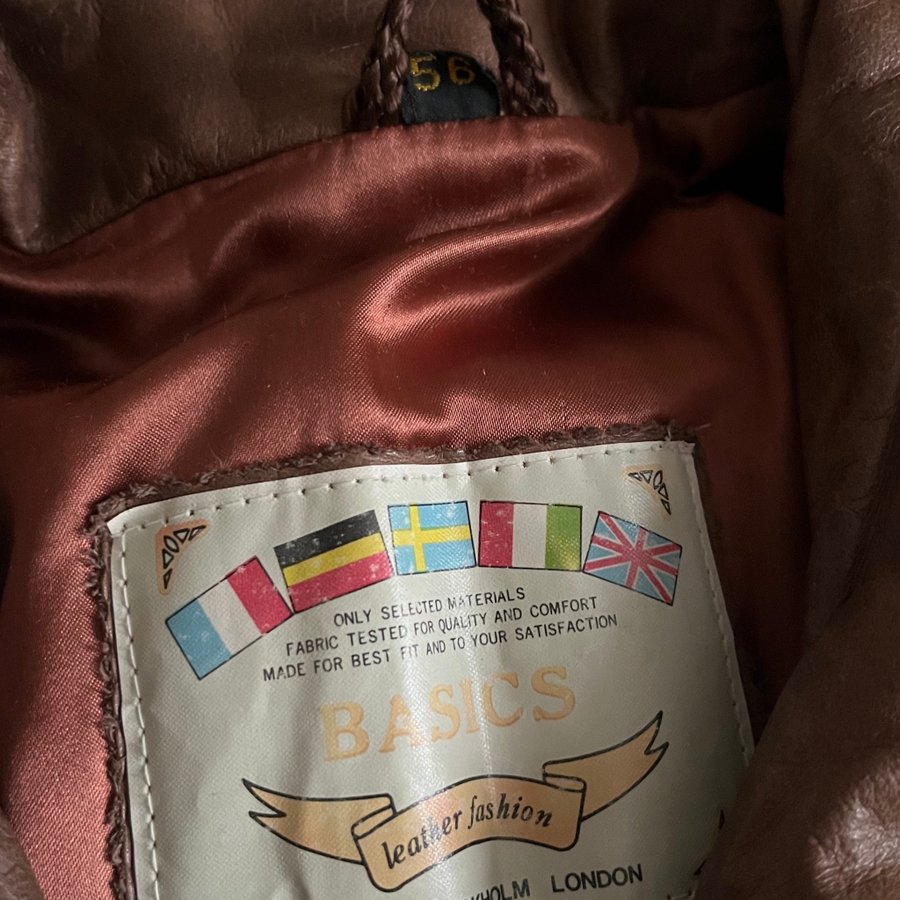 56
ONLY SELECTED MATERIALS
FABRIC TESTED FOR QUALITY AND COMFORT
MADE FOR BEST FIT AND TO YOUR SATISFACTION
BASICS
leather fashion
LONDON